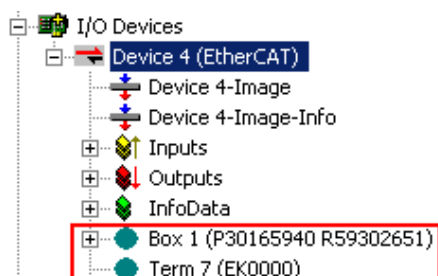 I/O Devices
Device 4 (EtherCAT)
Device 4-Image
Device 4-Image-Info
Inputs
Outputs
InfoData
Box 1 (P30165940 R59302651)
Term 7 (EK0000)